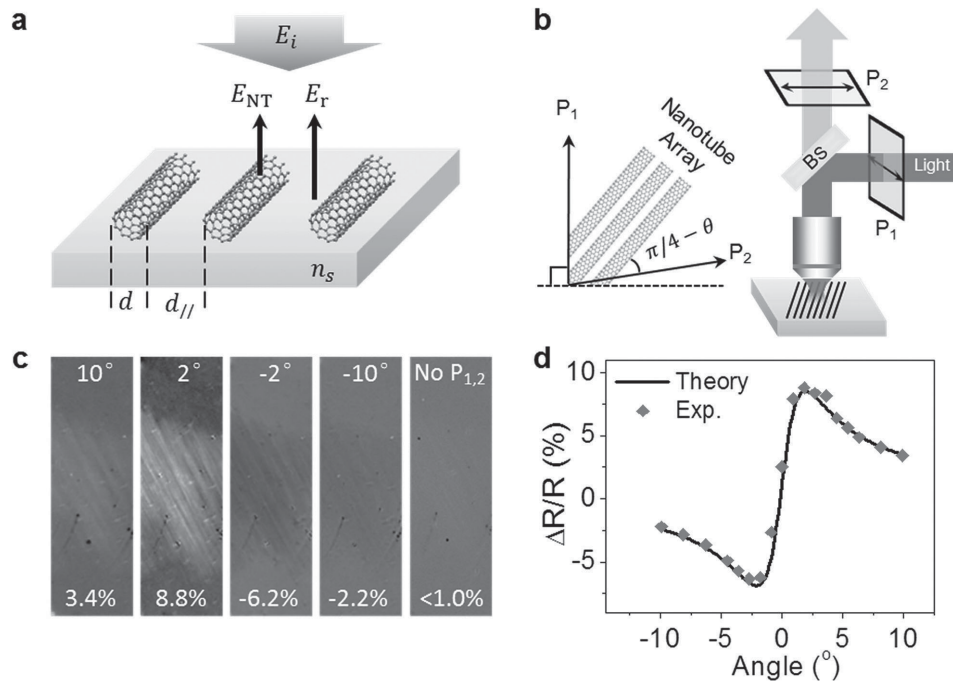 a
E_i
E_NT
E_r
n_s
d
d_//
b
P_2
BS
Light
P_1
P_1
Nanotube
Array
π/4 − θ
P_2
c
10°
2°
-2°
-10°
No P_1,2
3.4%
8.8%
-6.2%
-2.2%
<1.0%
d
Theory
Exp.
ΔR/R (%)
10
5
0
-5
-10
-5
0
5
10
Angle (°)